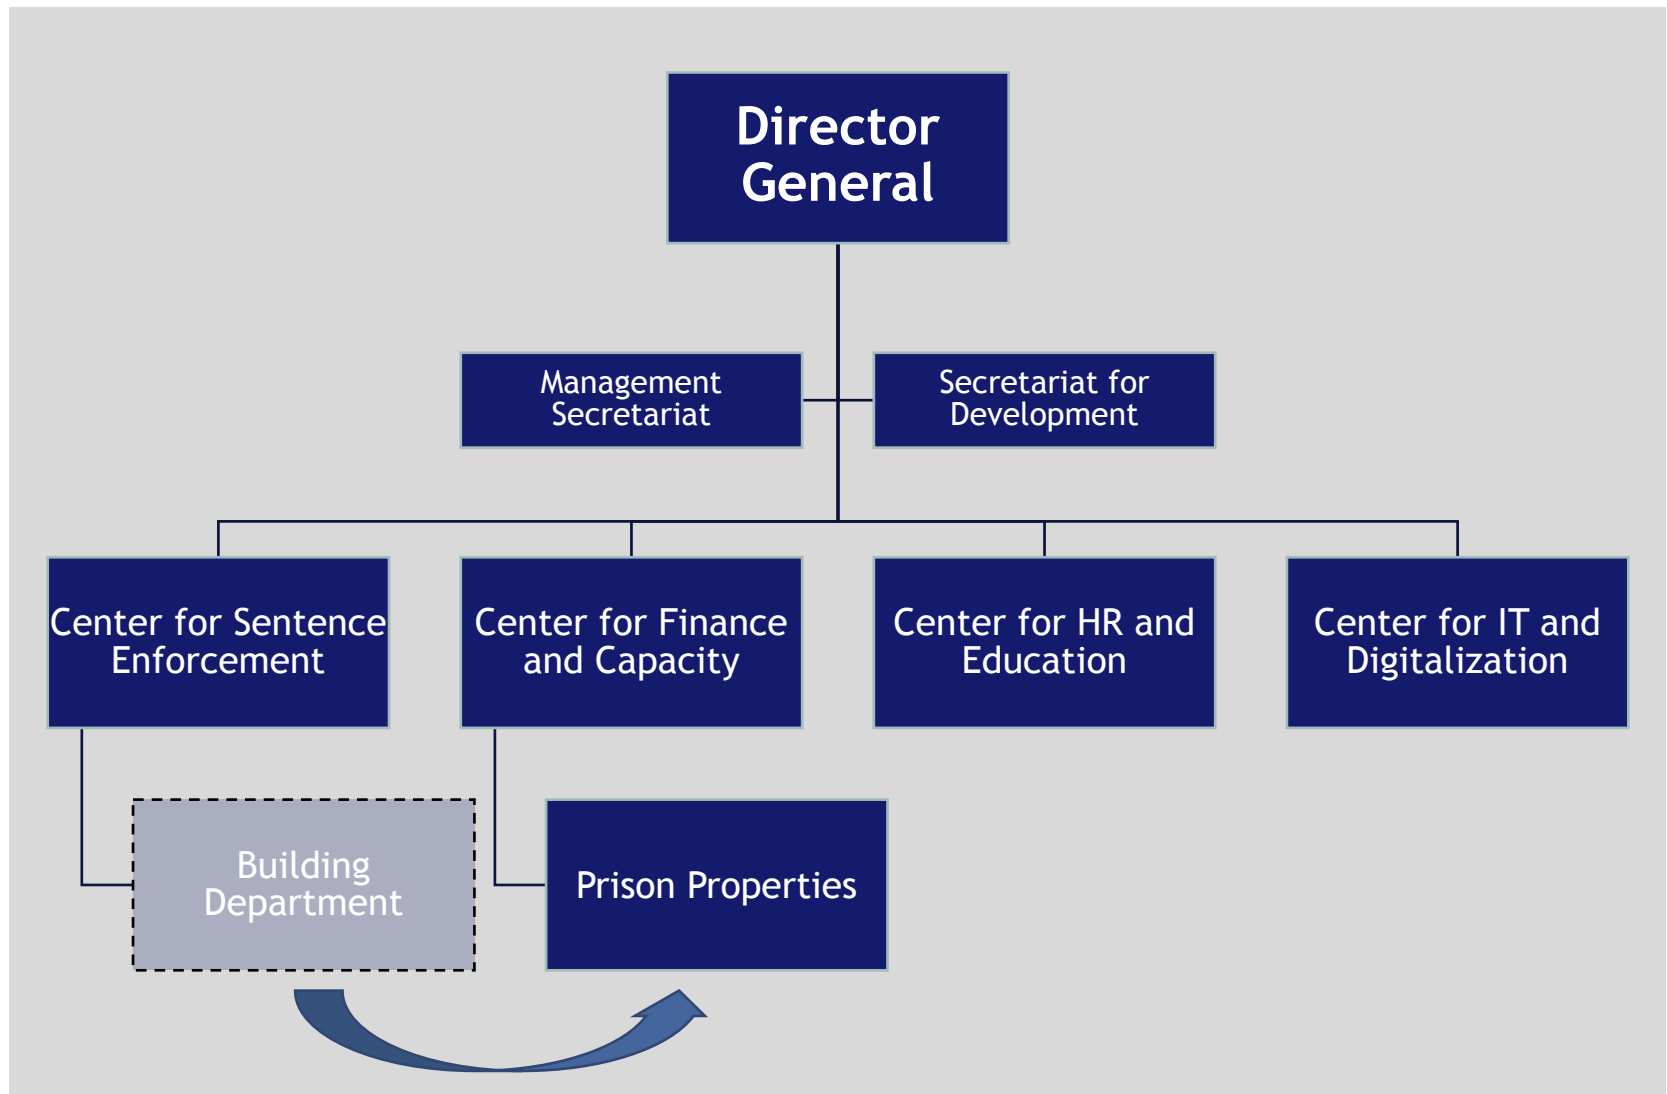 Director
General
Management
Secretariat
Secretariat for
Development
Center for Sentence
Enforcement
Center for Finance
and Capacity
Center for HR and
Education
Center for IT and
Digitalization
Building
Department
Prison Properties